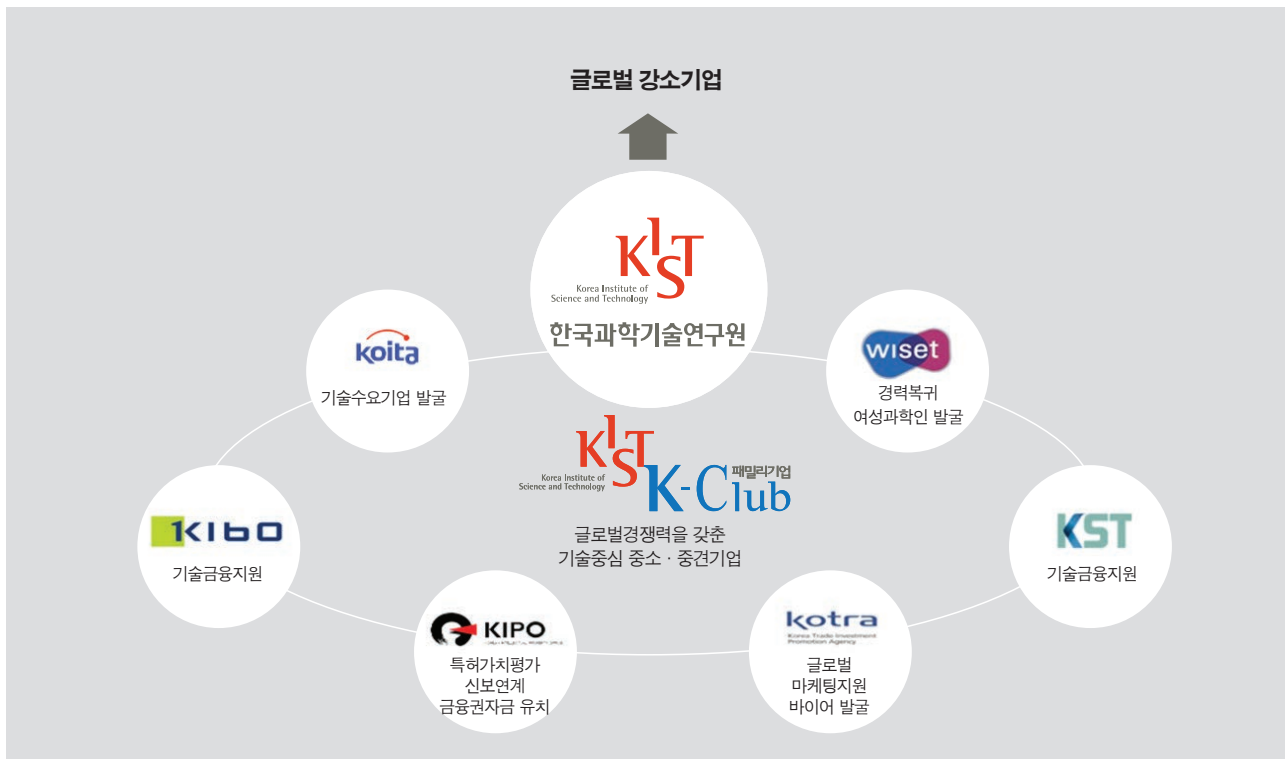 글로벌 강소기업
KIST
Korea Institute of
Science and Technology
한국과학기술연구원
koita
기술수요기업 발굴
wiset
경력복귀
여성과학인 발굴
KIST
Korea Institute of
Science and Technology
K-Club
패밀리기업
글로벌경쟁력을 갖춘
기술중심 중소 · 중견기업
KIBO
기술금융지원
KST
기술금융지원
KIPO
특허가치평가
신보연계
금융권자금 유치
kotra
Korea Trade Investment
Promotion Agency
글로벌
마케팅지원
바이어 발굴